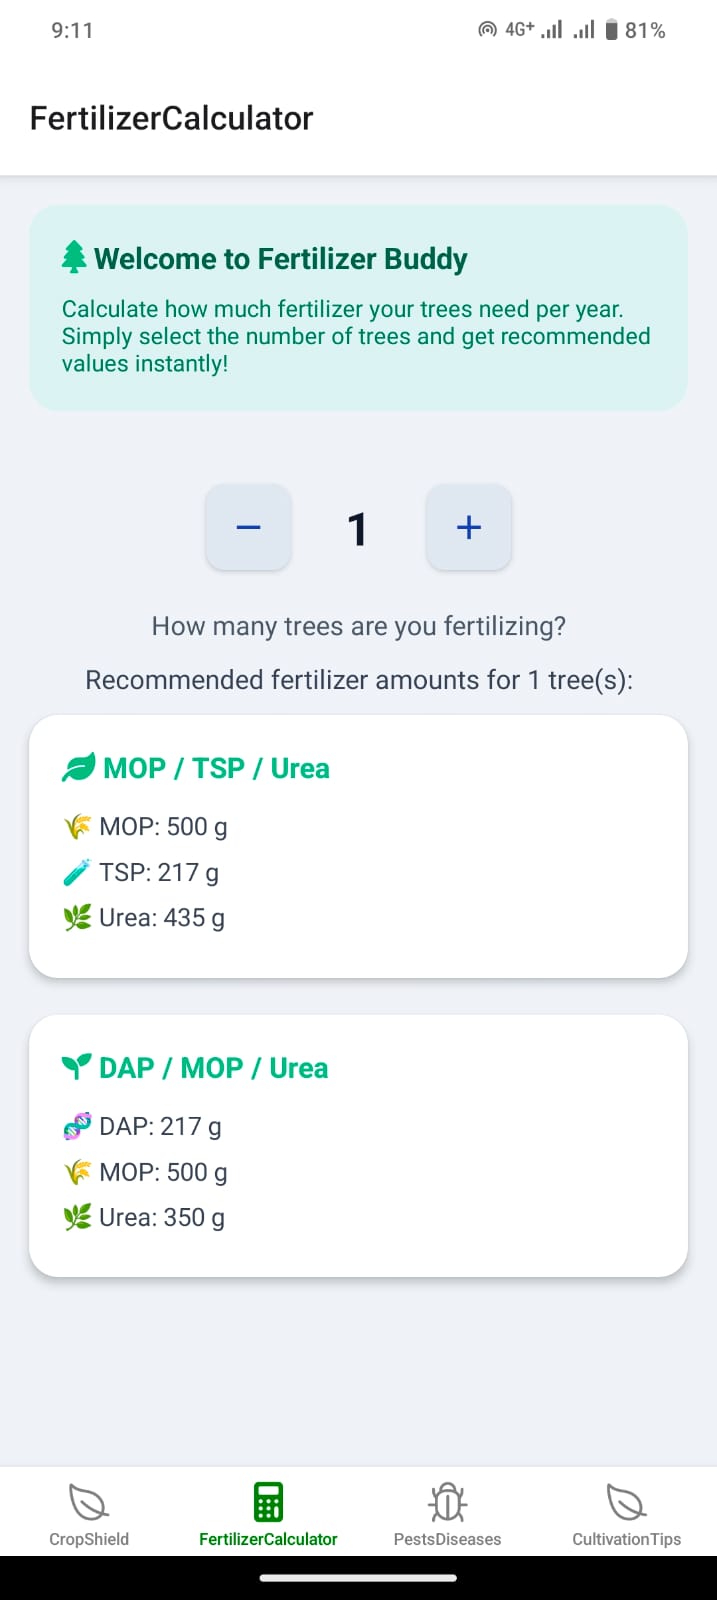 9:11 4G+ 81%
FertilizerCalculator
Welcome to Fertilizer Buddy
Calculate how much fertilizer your trees need per year.
Simply select the number of trees and get recommended
values instantly!
− 1 +
How many trees are you fertilizing?
Recommended fertilizer amounts for 1 tree(s):
MOP / TSP / Urea
MOP: 500 g
TSP: 217 g
Urea: 435 g
DAP / MOP / Urea
DAP: 217 g
MOP: 500 g
Urea: 350 g
CropShield FertilizerCalculator PestsDiseases CultivationTips